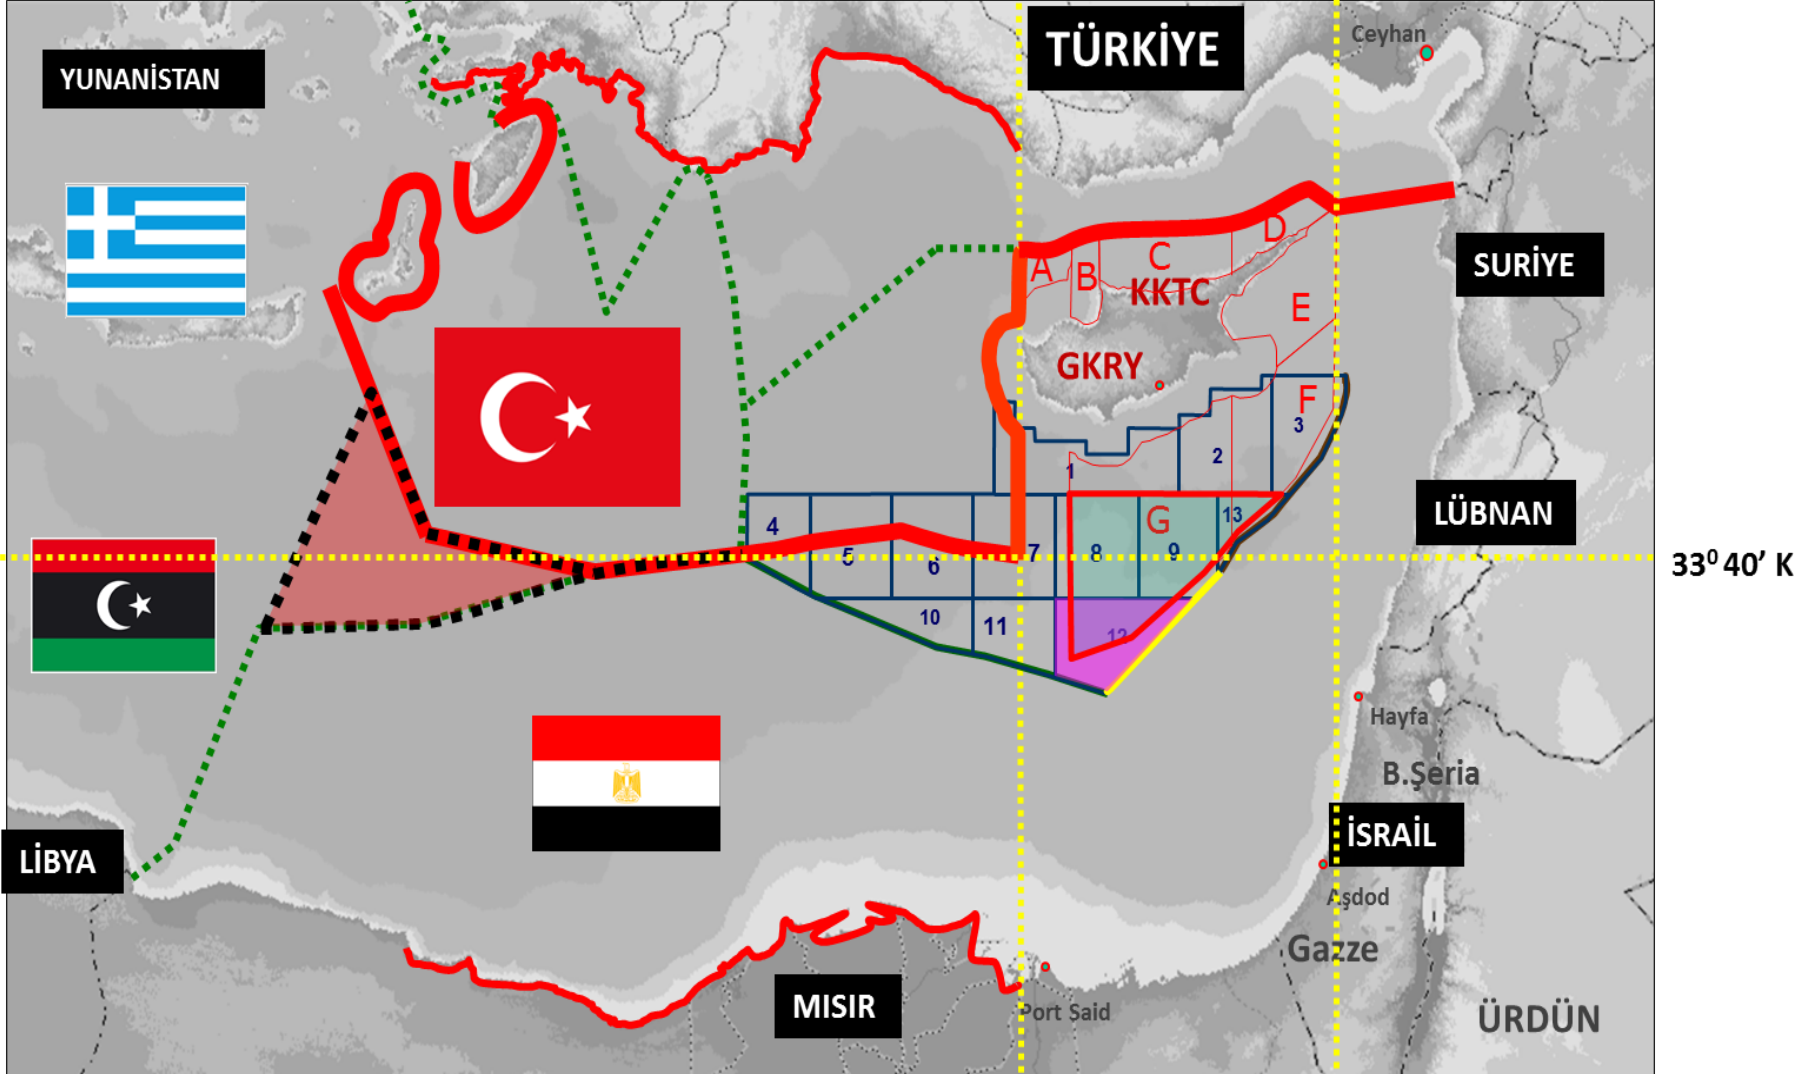 TÜRKİYE
Ceyhan
YUNANİSTAN
SURİYE
A
B
C
D
KKTC
E
GKRY
F
3
2
1
LÜBNAN
4
5
6
7
8
G
9
13
33⁰ 40’ K
10
11
12
Hayfa
B.Şeria
İSRAİL
LİBYA
Aşdod
Gazze
MISIR
Port Said
ÜRDÜN